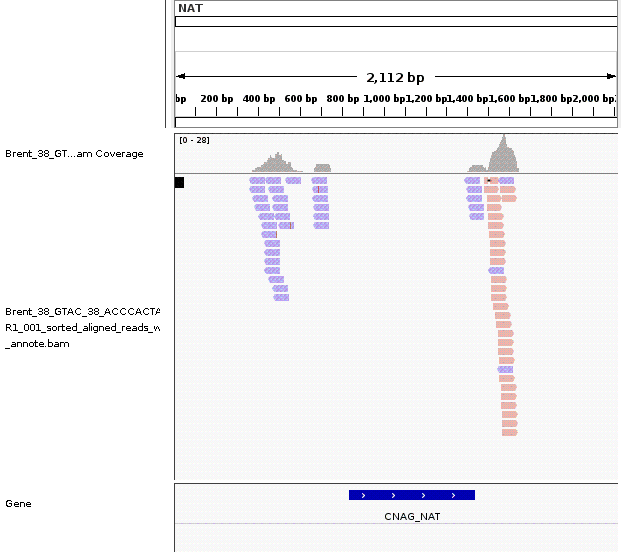 NAT
2,112 bp
bp 200 bp 400 bp 600 bp 800 bp 1,000 bp 1,200 bp 1,400 bp 1,600 bp 1,800 bp 2,000 bp
[0 - 28]
Brent_38_GT...am Coverage
Brent_38_GTAC_38_ACCCACTA
R1_001_sorted_aligned_reads_w
_annote.bam
Gene
CNAG_NAT